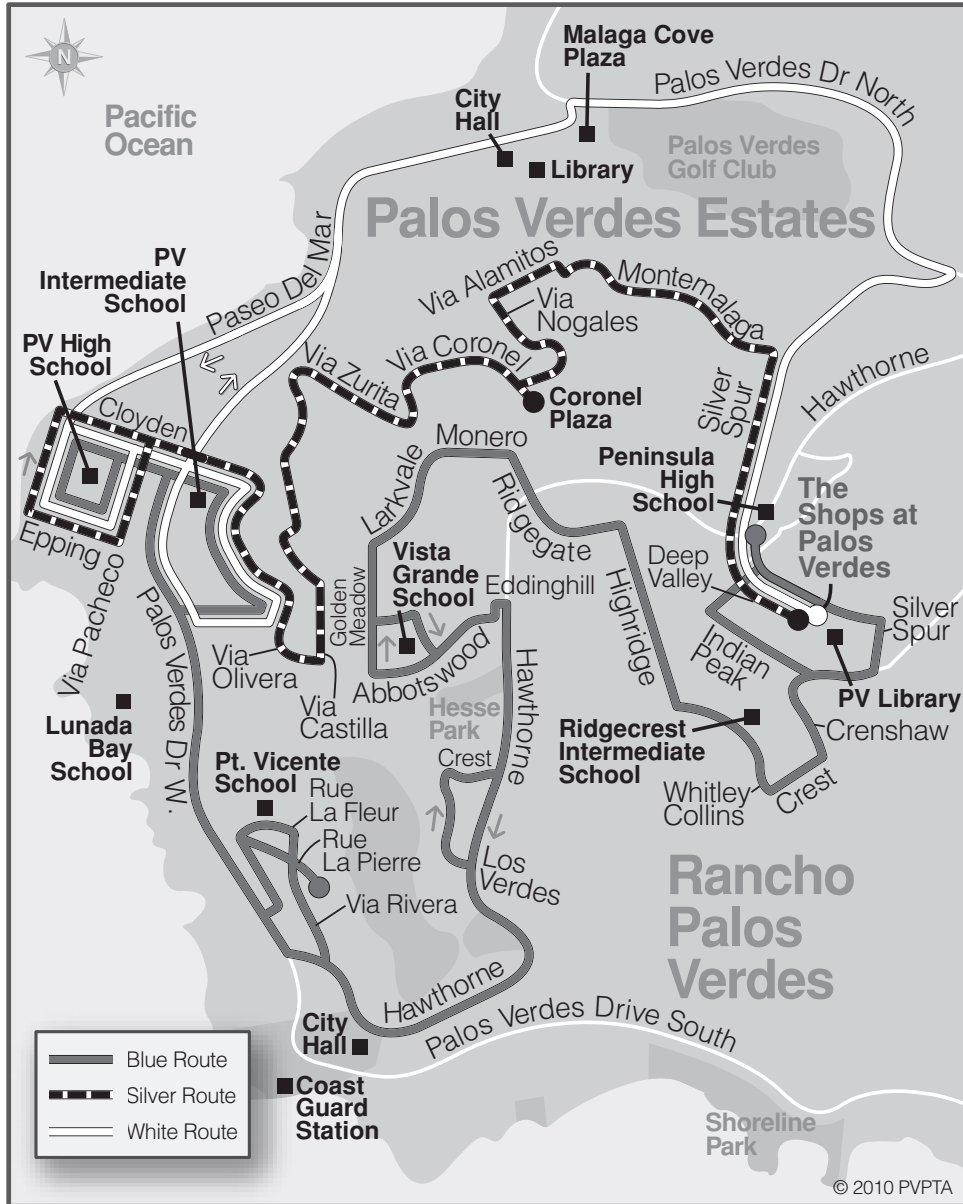 N
Pacific
Ocean
Malaga Cove
Plaza
City
Hall
Library
Palos Verdes Dr North
Palos Verdes
Golf Club
Palos Verdes Estates
PV
Intermediate
School
Paseo Del Mar
PV High
School
Via Alamitos
Montemalaga
Via
Nogales
Via Coronel
Via Zurita
Coronel
Plaza
Silver
Spur
Hawthorne
Cloyden
Monero
Larkvale
Ridgegate
Peninsula
High
School
The
Shops at
Palos
Verdes
Epping
Vista
Grande
School
Eddinghill
Deep
Valley
Golden
Meadow
Highridge
Silver
Spur
Via Pacheco
Palos Verdes Dr W.
Via
Olivera
Abbotswood
Indian
Peak
Via
Castilla
Hesse
Park
Hawthorne
PV Library
Lunada
Bay
School
Ridgecrest
Intermediate
School
Crenshaw
Crest
Pt. Vicente
School
Rue
La Fleur
Whitley
Collins
Crest
Rue
La Pierre
Los
Verdes
Via Rivera
Rancho
Palos
Verdes
Hawthorne
City
Hall
Palos Verdes Drive South
Coast
Guard
Station
Shoreline
Park
Blue Route
Silver Route
White Route
© 2010 PVPTA